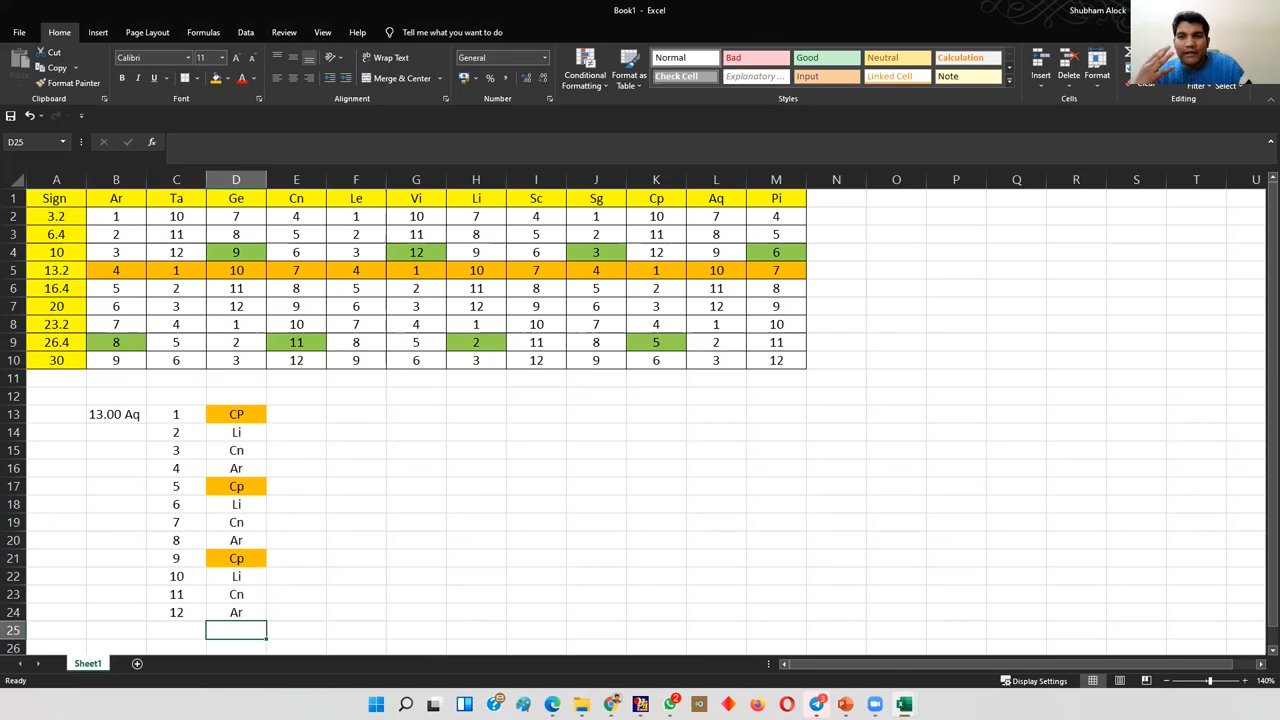 Book1 - Excel
Shubham Alock
File Home Insert Page Layout Formulas Data Review View Help Tell me what you want to do
Cut
Copy
Format Painter
Paste
Clipboard
Calibri 11
B I U
Font
Wrap Text
Merge & Center
Alignment
General
Number
Conditional Formatting
Format as Table
Normal Bad Good Neutral Calculation
Check Cell Explanatory ... Input Linked Cell Note
Styles
Insert Delete Format
Cells
Clear
Filter Select
Editing
D25
fx
A B C D E F G H I J K L M N O P Q R S T U
1 Sign Ar Ta Ge Cn Le Vi Li Sc Sg Cp Aq Pi
2 3.2 1 10 7 4 1 10 7 4 1 10 7 4
3 6.4 2 11 8 5 2 11 8 5 2 11 8 5
4 10 3 12 9 6 3 12 9 6 3 12 9 6
5 13.2 4 1 10 7 4 1 10 7 4 1 10 7
6 16.4 5 2 11 8 5 2 11 8 5 2 11 8
7 20 6 3 12 9 6 3 12 9 6 3 12 9
8 23.2 7 4 1 10 7 4 1 10 7 4 1 10
9 26.4 8 5 2 11 8 5 2 11 8 5 2 11
10 30 9 6 3 12 9 6 3 12 9 6 3 12
11
12
13 13.00 Aq 1 CP
14 2 Li
15 3 Cn
16 4 Ar
17 5 Cp
18 6 Li
19 7 Cn
20 8 Ar
21 9 Cp
22 10 Li
23 11 Cn
24 12 Ar
25
26
Sheet1
Ready
Display Settings
140%